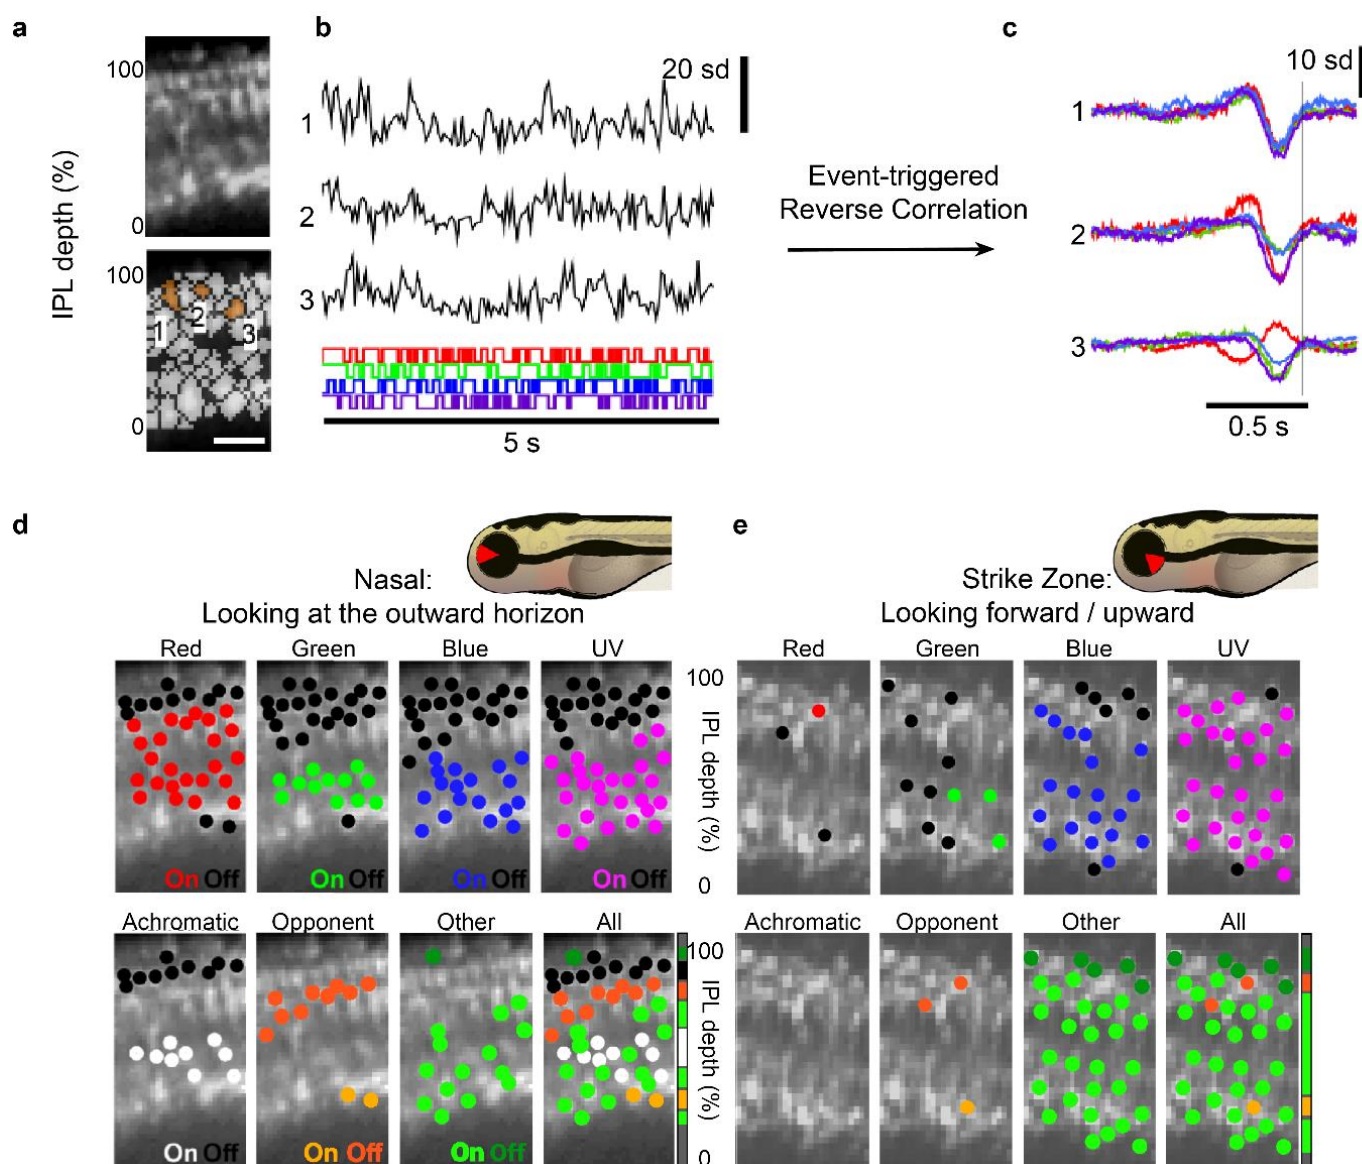 a
b
c
100
0
100
0
IPL depth (%)
1
2
3
1
2
3
20 sd
5 s
Event-triggered
Reverse Correlation
10 sd
1
2
3
0.5 s
d
Nasal:
Looking at the outward horizon
Red Green Blue UV
On Off On Off On Off On Off
Achromatic Opponent Other All
On Off On Off On Off
100
IPL depth (%)
0
100
IPL depth (%)
0
e
Strike Zone:
Looking forward / upward
Red Green Blue UV
Achromatic Opponent Other All